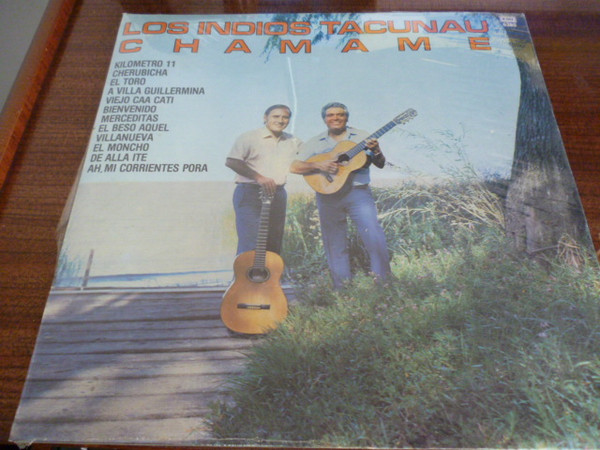 LOS INDIOS TACUNAU
CHAMAME
KILOMETRO 11
CHERUBICHA
EL TORO
A VILLA GUILLERMINA
VIEJO CAA CATI
BIENVENIDO
MERCEDITAS
EL BESO AQUEL
VILLANUEVA
EL MONCHO
DE ALLA ITE
AH, MI CORRIENTES PORA